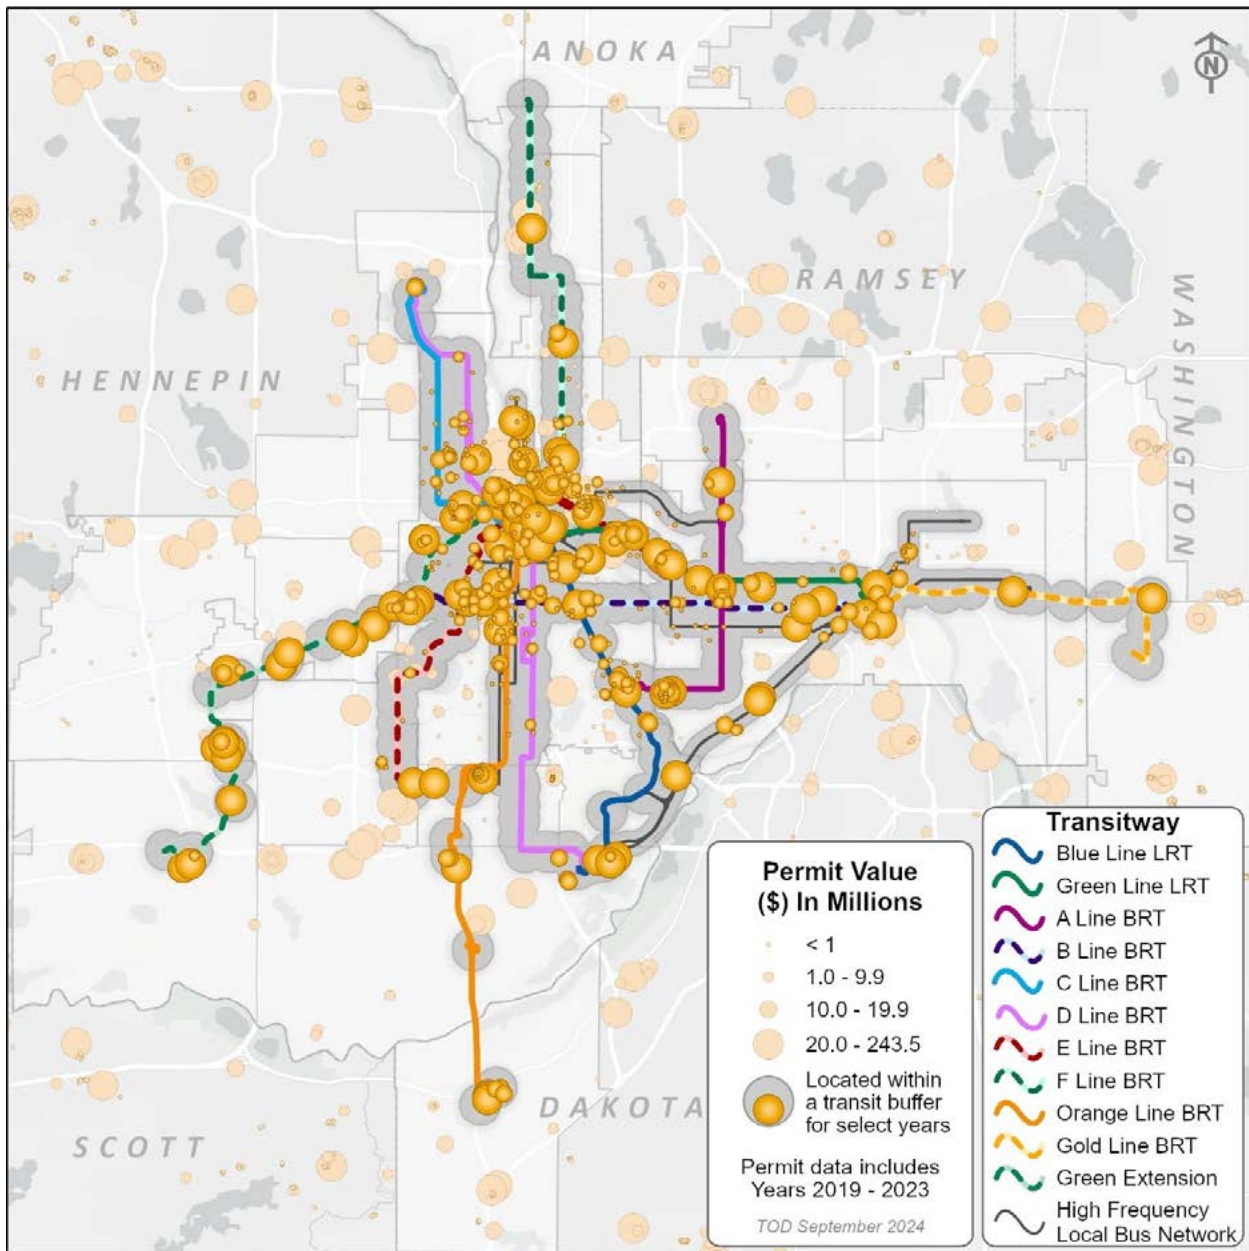 ANOKA
N
RAMSEY
WASHINGTON
HENNEPIN
DAKOTA
SCOTT
Permit Value
($) In Millions
< 1
1.0 - 9.9
10.0 - 19.9
20.0 - 243.5
Located within
a transit buffer
for select years
Permit data includes
Years 2019 - 2023
TOD September 2024
Transitway
Blue Line LRT
Green Line LRT
A Line BRT
B Line BRT
C Line BRT
D Line BRT
E Line BRT
F Line BRT
Orange Line BRT
Gold Line BRT
Green Extension
High Frequency
Local Bus Network